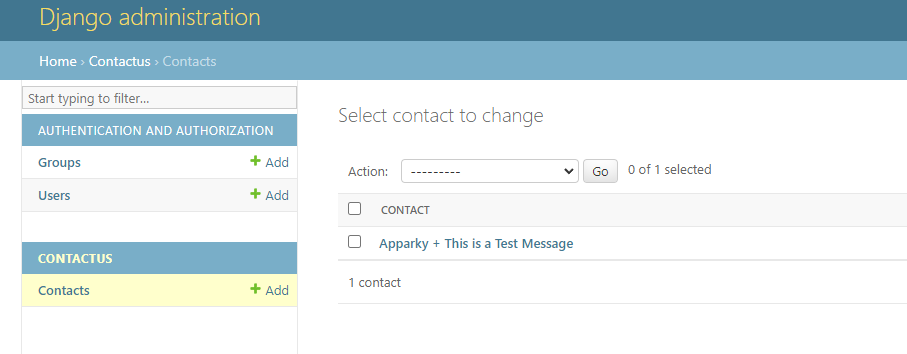 Django administration
Home › Contactus › Contacts
Start typing to filter...
AUTHENTICATION AND AUTHORIZATION
Groups + Add
Users + Add
CONTACTUS
Contacts + Add
Select contact to change
Action: --------- Go 0 of 1 selected
CONTACT
Apparky + This is a Test Message
1 contact